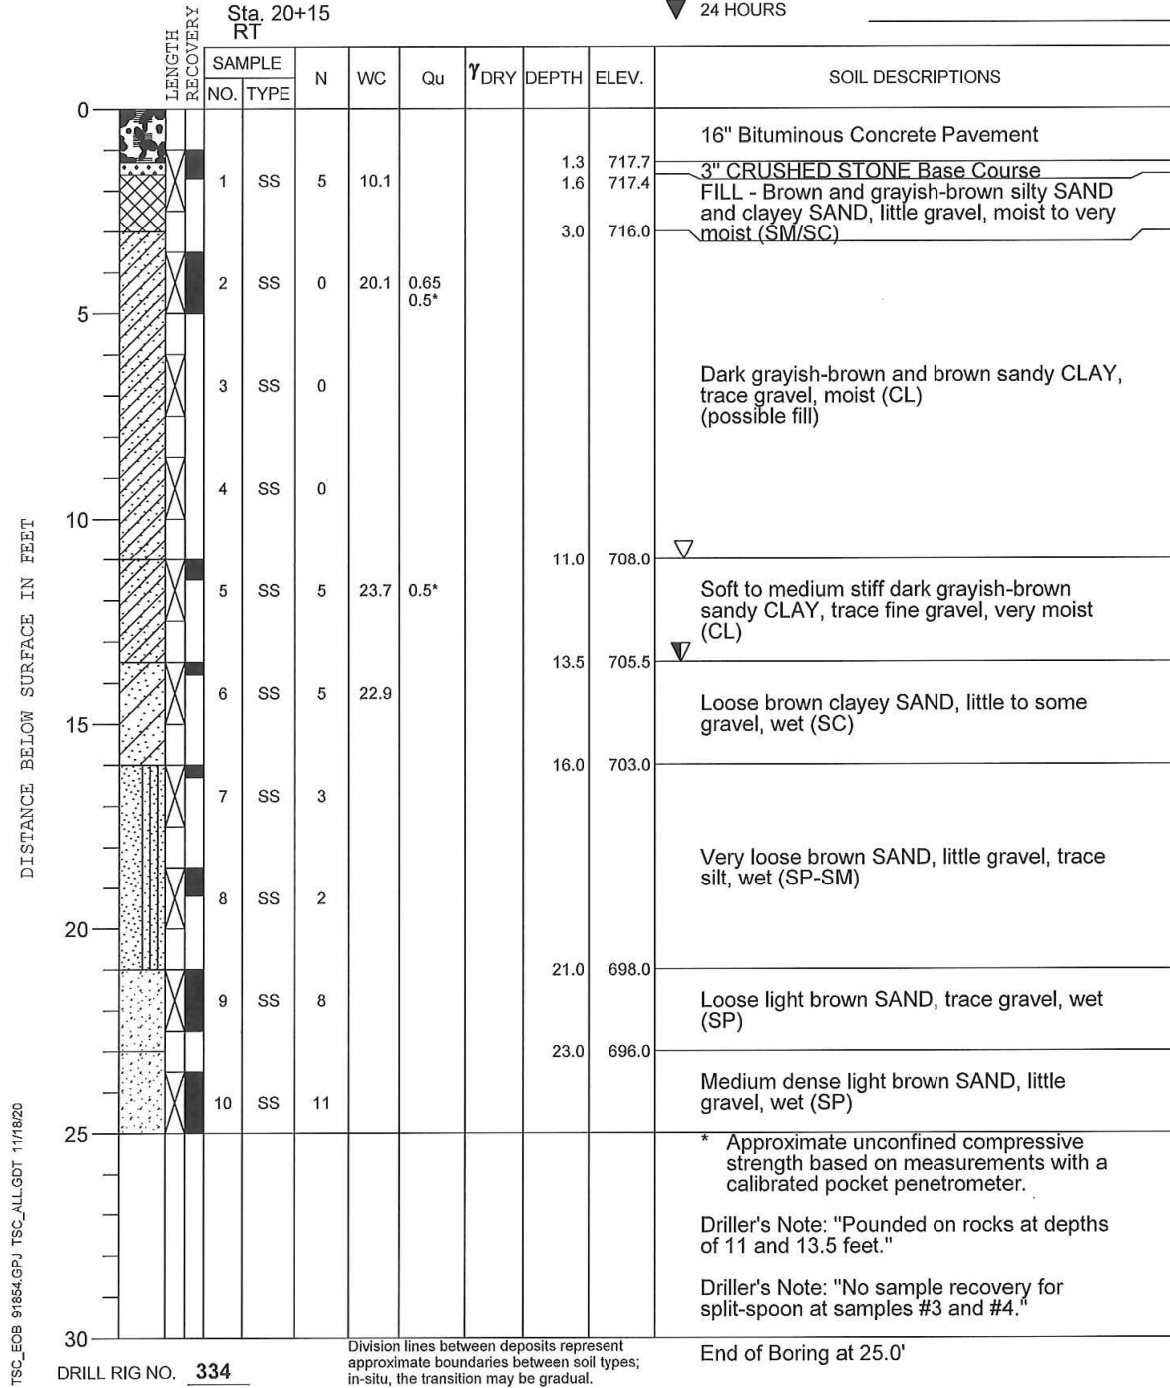 Sta. 20+15
RT
24 HOURS
LENGTH
RECOVERY
SAMPLE
NO. TYPE
N
WC
Qu
γDRY
DEPTH
ELEV.
SOIL DESCRIPTIONS
0
16" Bituminous Concrete Pavement
1.3 717.7
3" CRUSHED STONE Base Course
1 SS 5 10.1
1.6 717.4
FILL - Brown and grayish-brown silty SAND
and clayey SAND, little gravel, moist to very
3.0 716.0
moist (SM/SC)
2 SS 0 20.1 0.65
0.5*
5
3 SS 0
Dark grayish-brown and brown sandy CLAY,
trace gravel, moist (CL)
(possible fill)
4 SS 0
10
11.0 708.0
5 SS 5 23.7 0.5*
Soft to medium stiff dark grayish-brown
sandy CLAY, trace fine gravel, very moist
(CL)
13.5 705.5
6 SS 5 22.9
Loose brown clayey SAND, little to some
gravel, wet (SC)
15
16.0 703.0
7 SS 3
Very loose brown SAND, little gravel, trace
silt, wet (SP-SM)
8 SS 2
20
21.0 698.0
9 SS 8
Loose light brown SAND, trace gravel, wet
(SP)
23.0 696.0
10 SS 11
Medium dense light brown SAND, little
gravel, wet (SP)
25
* Approximate unconfined compressive
strength based on measurements with a
calibrated pocket penetrometer.
Driller's Note: "Pounded on rocks at depths
of 11 and 13.5 feet."
Driller's Note: "No sample recovery for
split-spoon at samples #3 and #4."
30
DISTANCE BELOW SURFACE IN FEET
TSC_EOB 91854.GPJ TSC_ALL.GDT 11/18/20
DRILL RIG NO. 334
Division lines between deposits represent
approximate boundaries between soil types;
in-situ, the transition may be gradual.
End of Boring at 25.0'